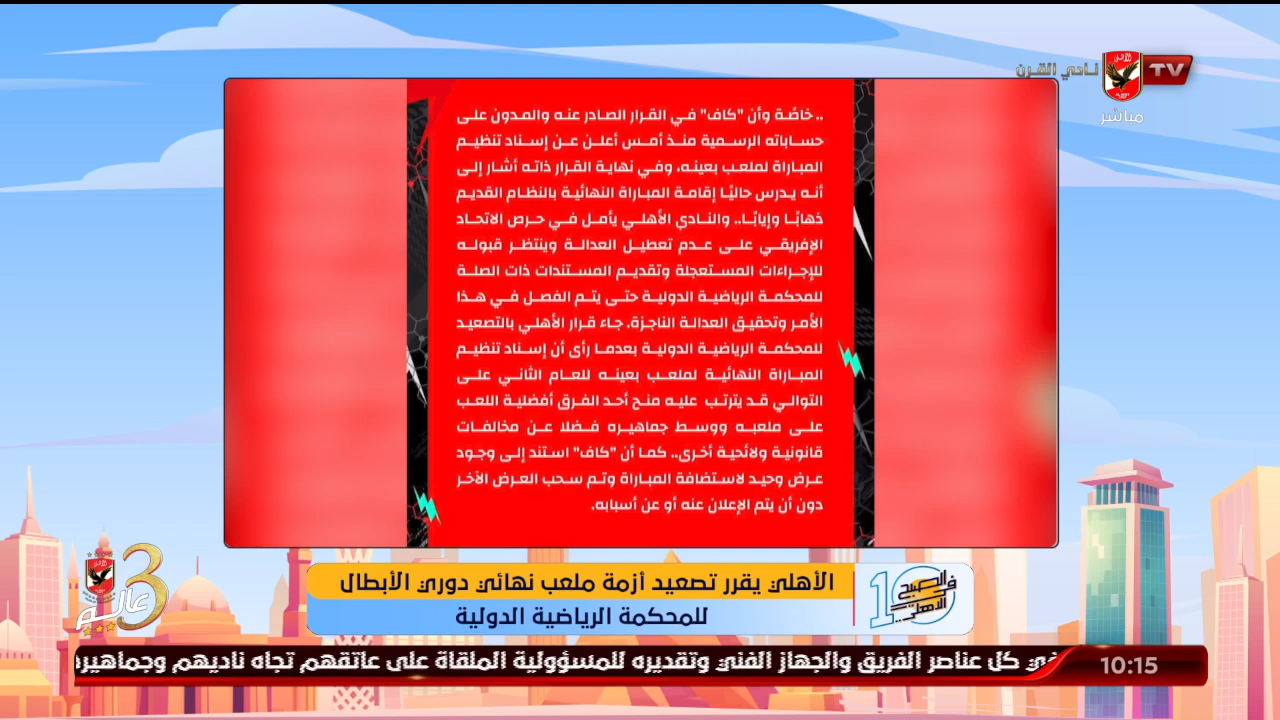 نادي القرن
TV
مباشر
.. خاصًة وأن "كاف" في القرار الصادر عنه والمدون على
حساباته الرسمية منذ أمس أعلن عن إسناد تنظيم
المباراة لملعب بعينه، وفي نهاية القرار ذاته أشار إلى
أنه يدرس حاليًا إقامة المباراة النهائية بالنظام القديم
ذهابًا وإيابًا.. والنادي الأهلي يأمل في حرص الاتحاد
الإفريقي على عدم تعطيل العدالة وينتظر قبوله
للإجراءات المستعجلة وتقديم المستندات ذات الصلة
للمحكمة الرياضية الدولية حتى يتم الفصل في هذا
الأمر وتحقيق العدالة الناجزة. جاء قرار الأهلي بالتصعيد
للمحكمة الرياضية الدولية بعدما رأى أن إسناد تنظيم
المباراة النهائية لملعب بعينه للعام الثاني على
التوالي قد يترتب عليه منح أحد الفرق أفضلية اللعب
على ملعبه ووسط جماهيره فضلا عن مخالفات
قانونية ولائحية أخرى.. كما أن "كاف" استند إلى وجود
عرض وحيد لاستضافة المباراة وتم سحب العرض الآخر
دون أن يتم الإعلان عنه أو عن أسبابه.
3
عالم
10
الصبح
في
الاهلي
الأهلي يقرر تصعيد أزمة ملعب نهائي دوري الأبطال
للمحكمة الرياضية الدولية
في كل عناصر الفريق والجهاز الفني وتقديره للمسؤولية الملقاة على عاتقهم تجاه ناديهم وجماهيره
10:15